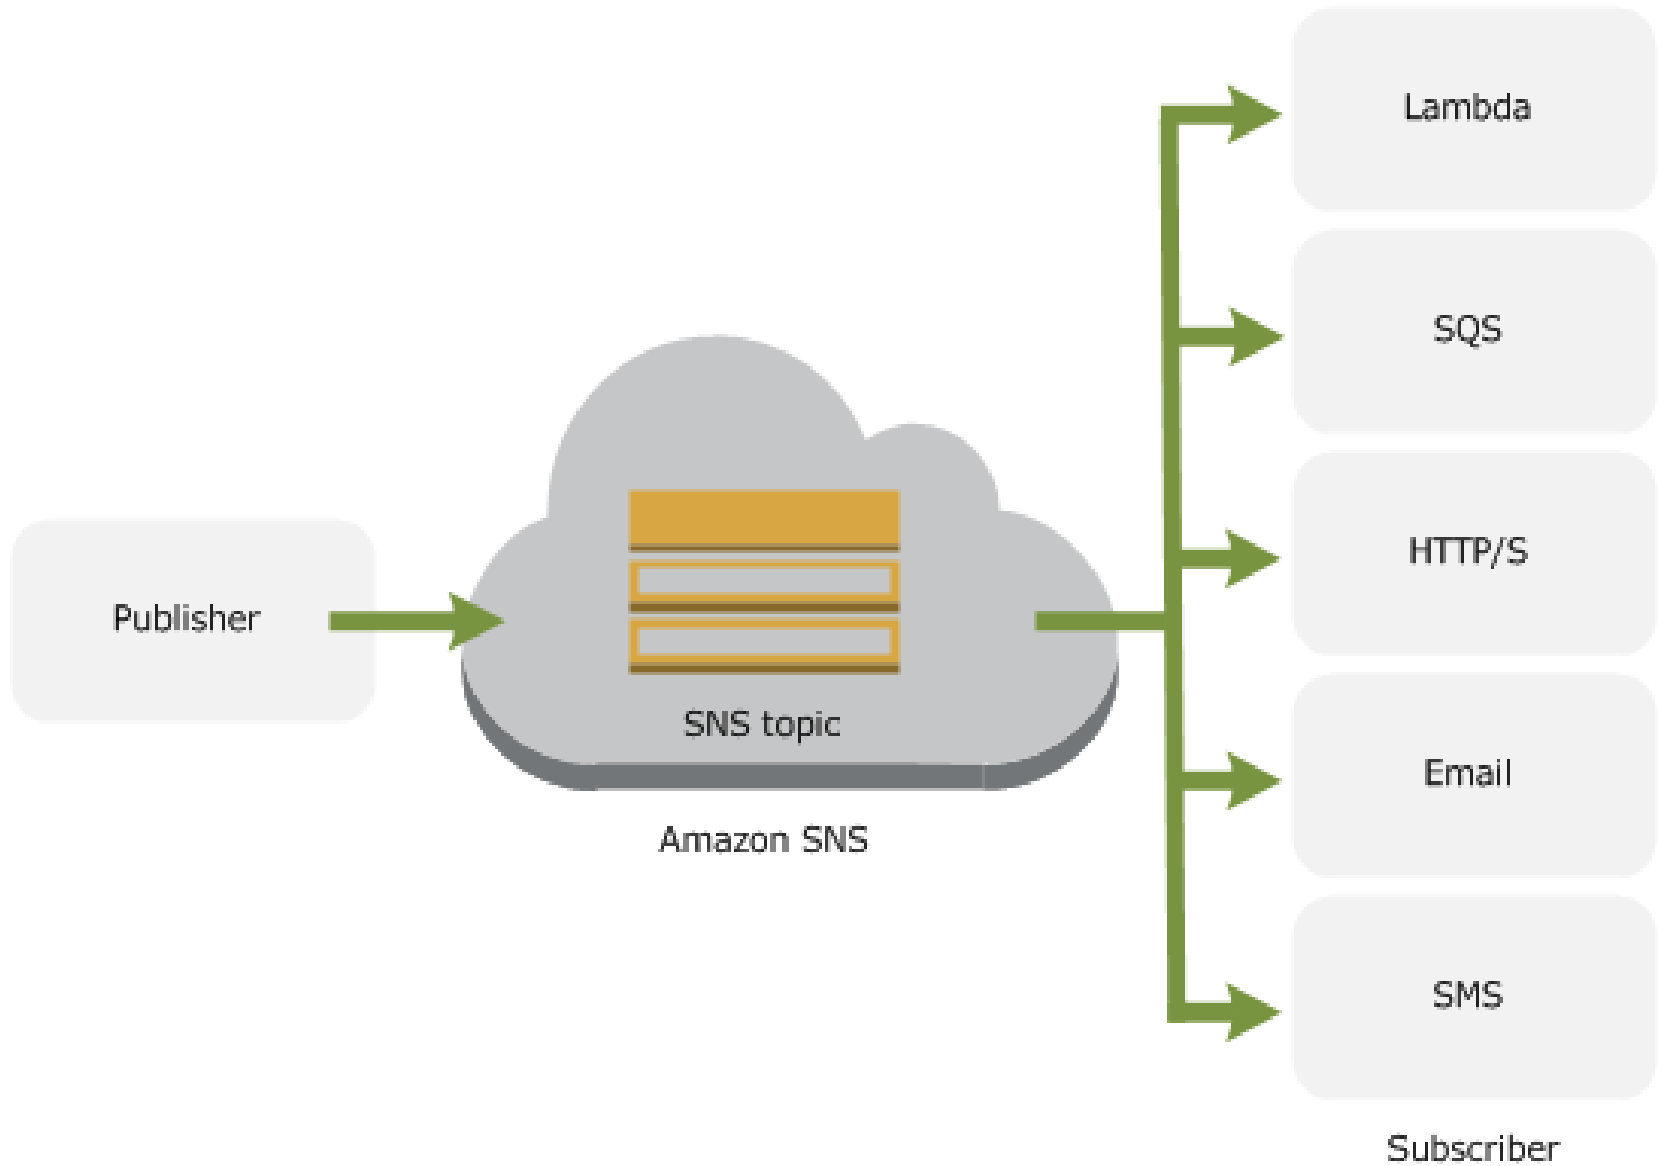 Lambda
SQS
HTTP/S
Publisher
SNS topic
Email
Amazon SNS
SMS
Subscriber